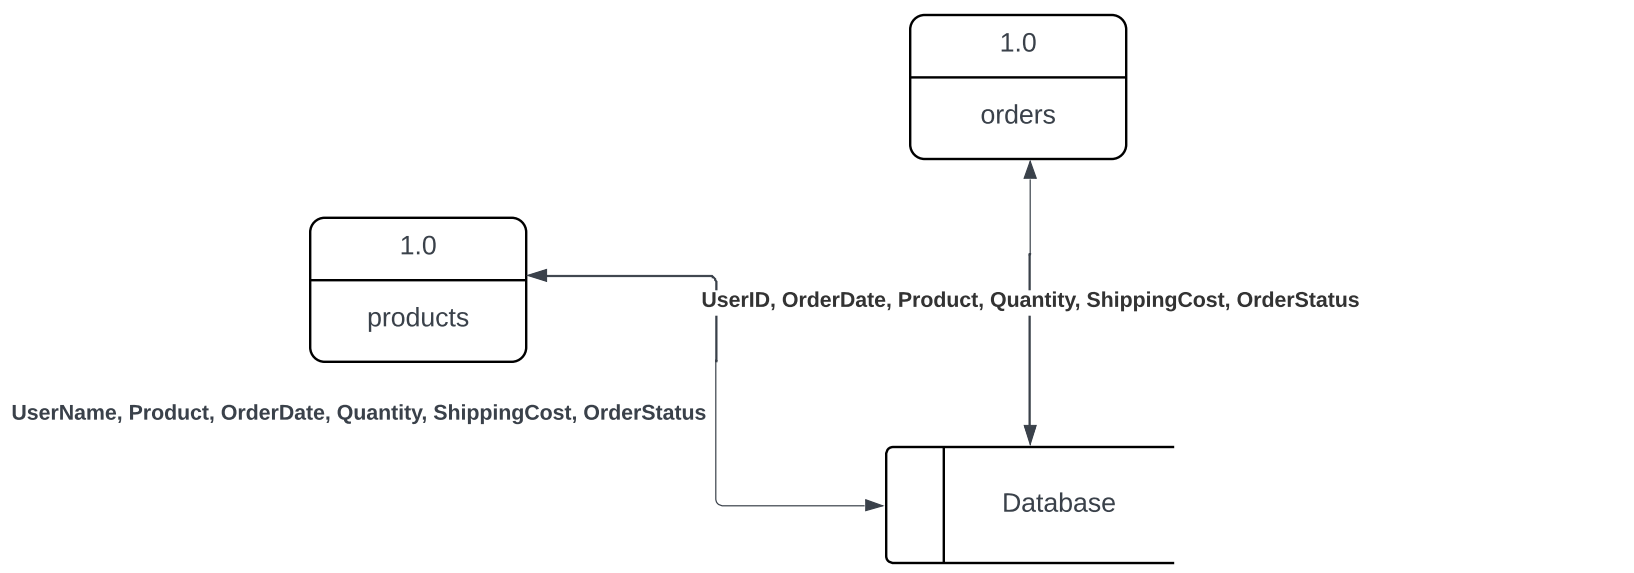 1.0
orders
1.0
products
UserID, OrderDate, Product, Quantity, ShippingCost, OrderStatus
UserName, Product, OrderDate, Quantity, ShippingCost, OrderStatus
Database